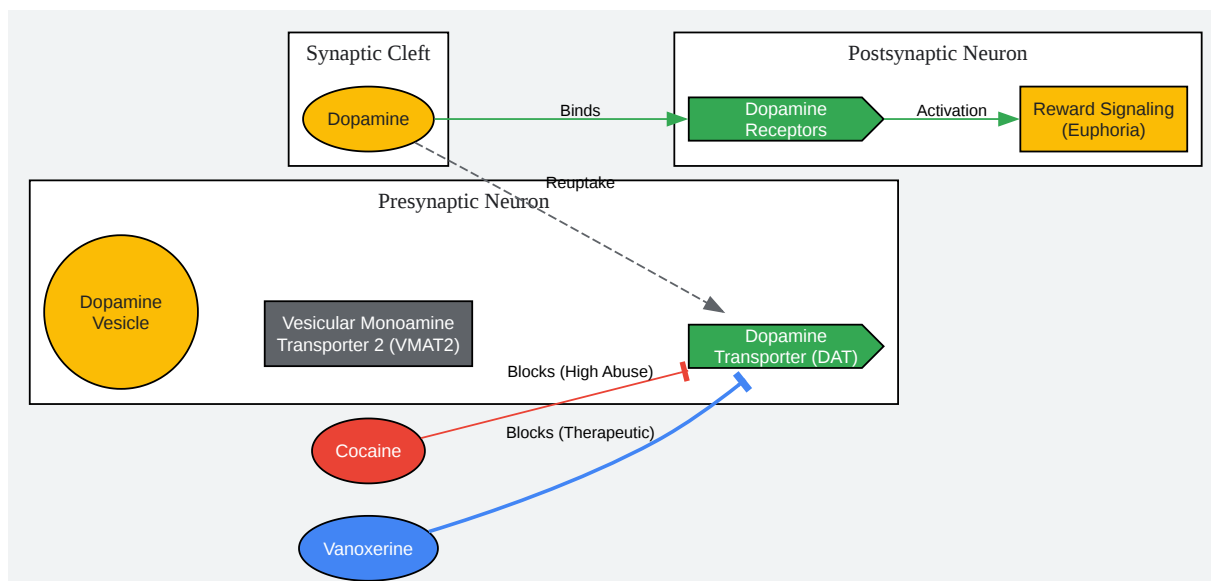 Synaptic Cleft
Postsynaptic Neuron
Dopamine
Binds
Dopamine
Receptors
Activation
Reward Signaling
(Euphoria)
Reuptake
Presynaptic Neuron
Dopamine
Vesicle
Vesicular Monoamine
Transporter 2 (VMAT2)
Dopamine
Transporter (DAT)
Blocks (High Abuse)
Blocks (Therapeutic)
Cocaine
Vanoxerine